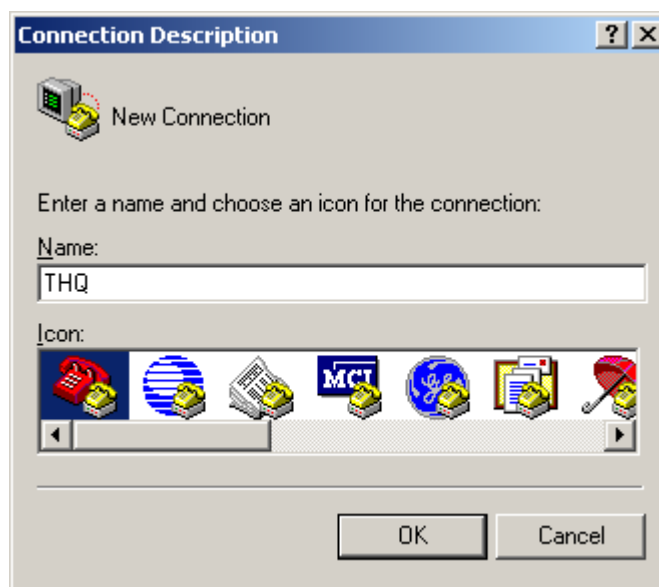 Connection Description
New Connection
Enter a name and choose an icon for the connection:
Name:
THQ
Icon:
MCI
OK Cancel